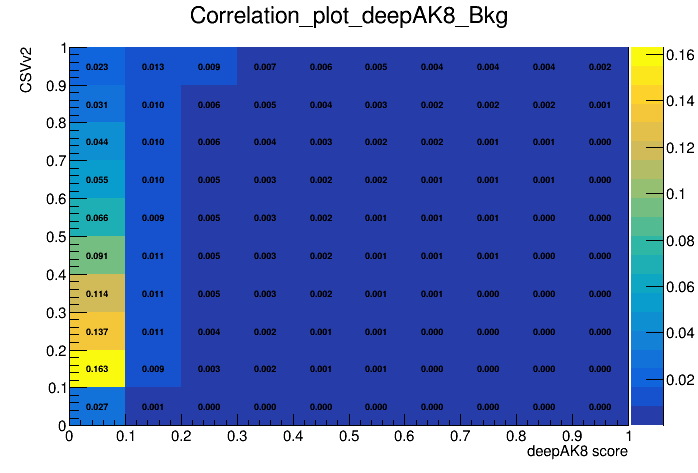 Correlation_plot_deepAK8_Bkg
CSVv2
1
0.9
0.8
0.7
0.6
0.5
0.4
0.3
0.2
0.1
0
0.023 0.013 0.009 0.007 0.006 0.005 0.004 0.004 0.004 0.002
0.031 0.010 0.006 0.005 0.004 0.003 0.002 0.002 0.002 0.001
0.044 0.010 0.006 0.004 0.003 0.002 0.002 0.001 0.001 0.000
0.055 0.010 0.005 0.003 0.002 0.002 0.001 0.001 0.001 0.000
0.066 0.009 0.005 0.003 0.002 0.001 0.001 0.001 0.000 0.000
0.091 0.011 0.005 0.003 0.002 0.001 0.001 0.001 0.000 0.000
0.114 0.011 0.005 0.003 0.002 0.001 0.001 0.000 0.000 0.000
0.137 0.011 0.004 0.002 0.001 0.001 0.000 0.000 0.000 0.000
0.163 0.009 0.003 0.002 0.001 0.001 0.000 0.000 0.000 0.000
0.027 0.001 0.000 0.000 0.000 0.000 0.000 0.000 0.000 0.000
0 0.1 0.2 0.3 0.4 0.5 0.6 0.7 0.8 0.9 1
deepAK8 score
0.16
0.14
0.12
0.1
0.08
0.06
0.04
0.02